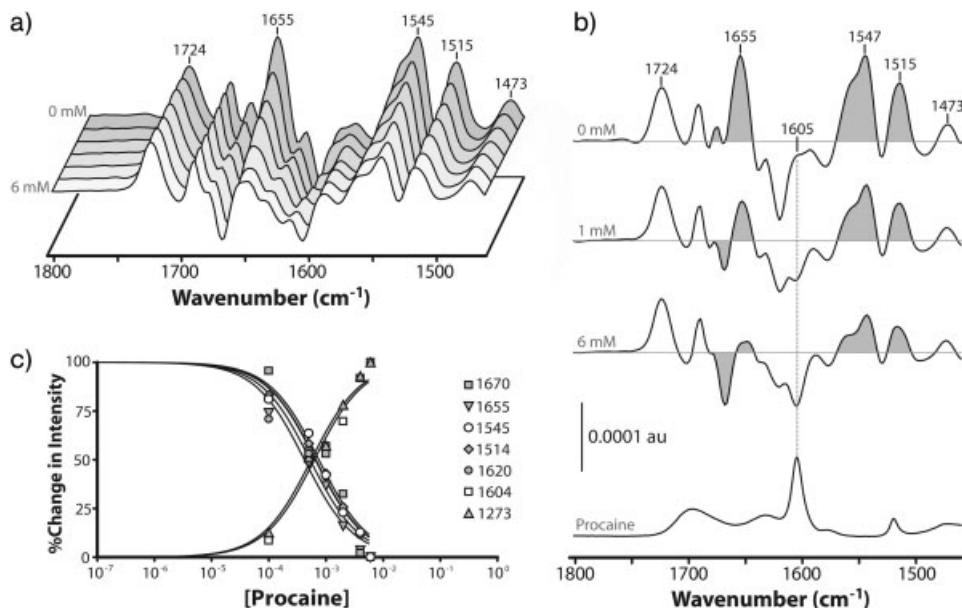 a)
1724
1655
1545
1515
1473
0 mM
6 mM
1800
1700
1600
1500
Wavenumber (cm⁻¹)
b)
1724
1655
1547
1515
1473
1605
0 mM
1 mM
6 mM
0.0001 au
Procaine
1800
1700
1600
1500
Wavenumber (cm⁻¹)
c)
%Change in Intensity
100
75
50
25
0
10⁻⁷
10⁻⁶
10⁻⁵
10⁻⁴
10⁻³
10⁻²
10⁻¹
10⁰
[Procaine]
1670
1655
1545
1514
1620
1604
1273